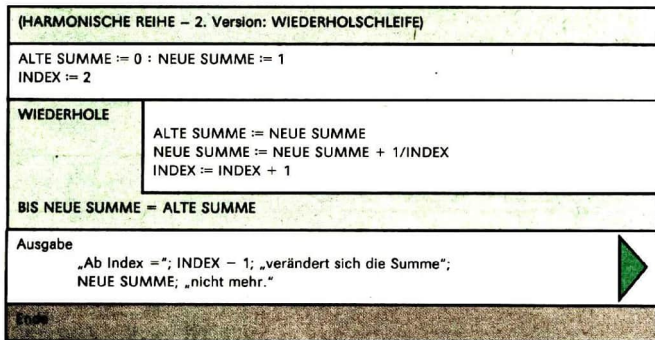 (HARMONISCHE REIHE – 2. Version: WIEDERHOLSCHLEIFE)
ALTE SUMME := 0 : NEUE SUMME := 1
INDEX := 2
WIEDERHOLE
ALTE SUMME := NEUE SUMME
NEUE SUMME := NEUE SUMME + 1/INDEX
INDEX := INDEX + 1
BIS NEUE SUMME = ALTE SUMME
Ausgabe
„Ab Index ="; INDEX – 1; „verändert sich die Summe";
NEUE SUMME; „nicht mehr."
Ende